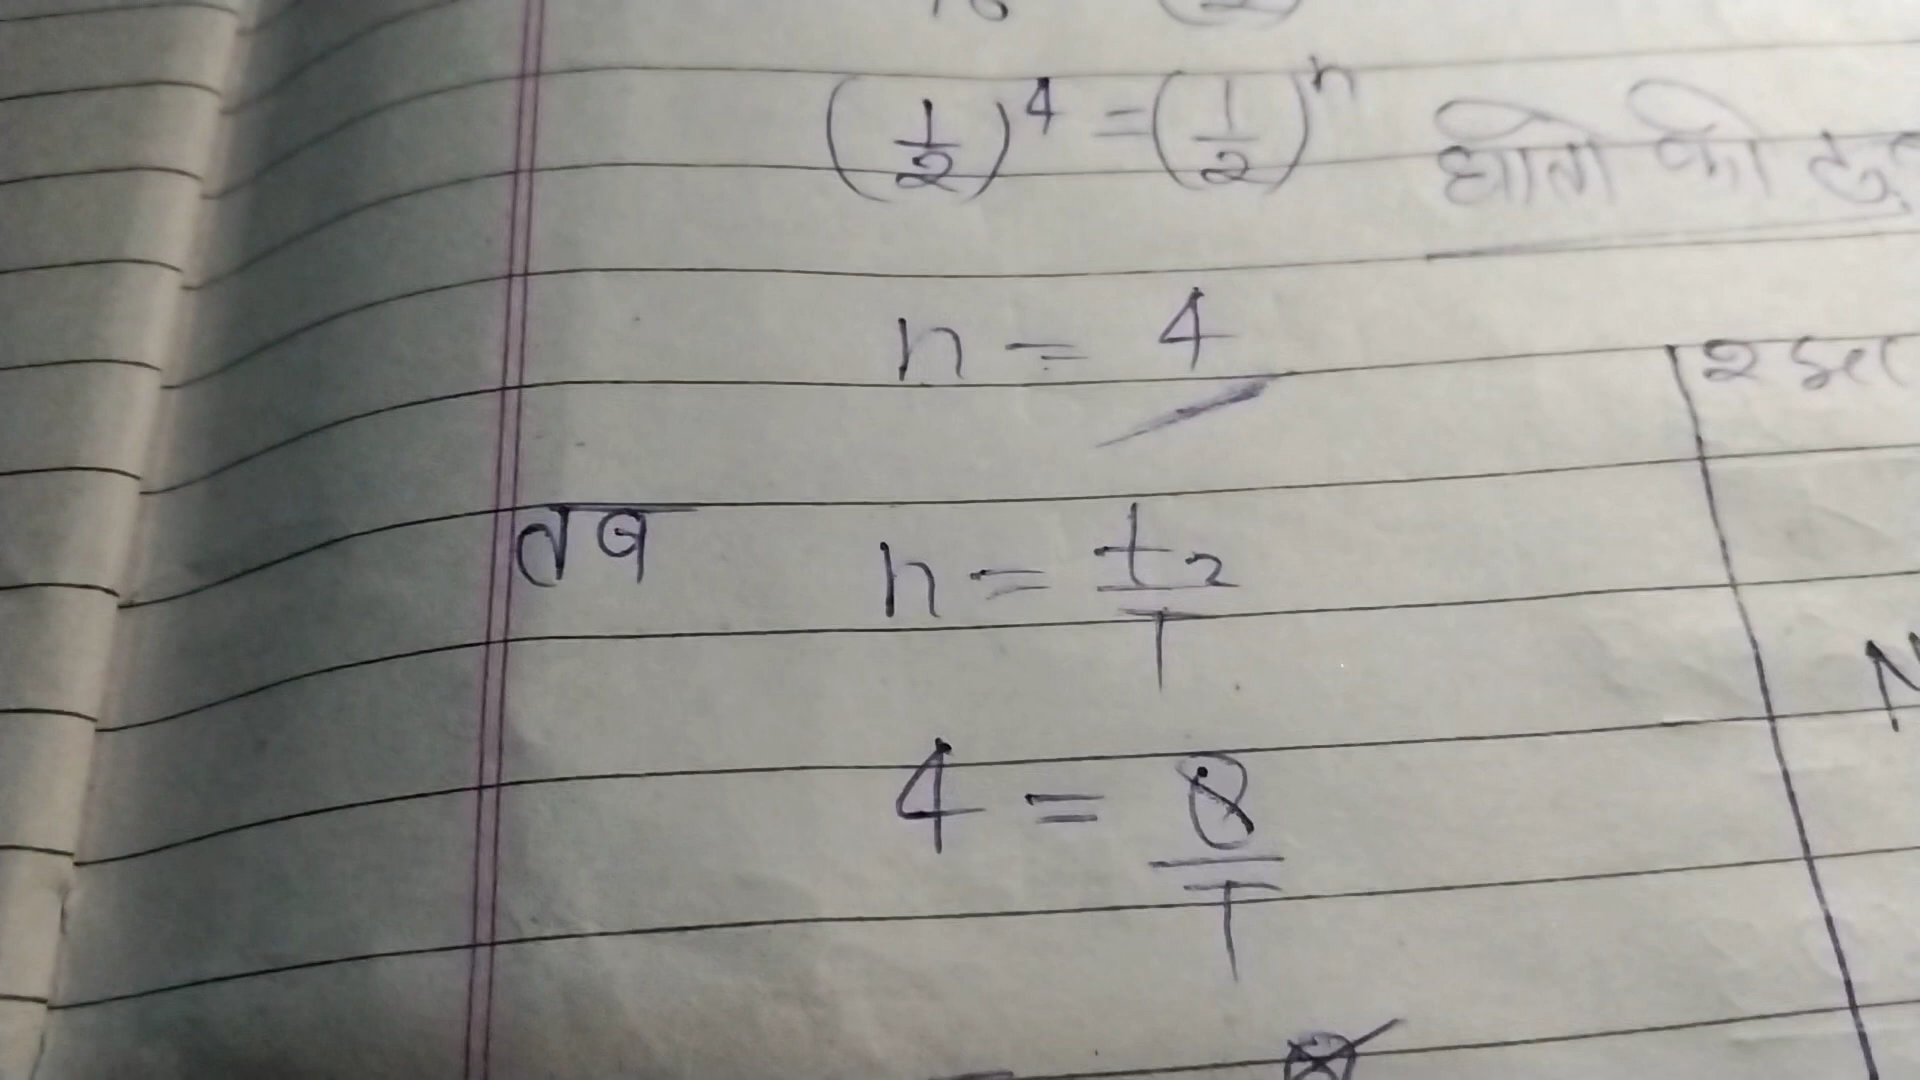 (1/2)^4 = (1/2)^n
n = 4
तब n = t₂/T
4 = 8/T